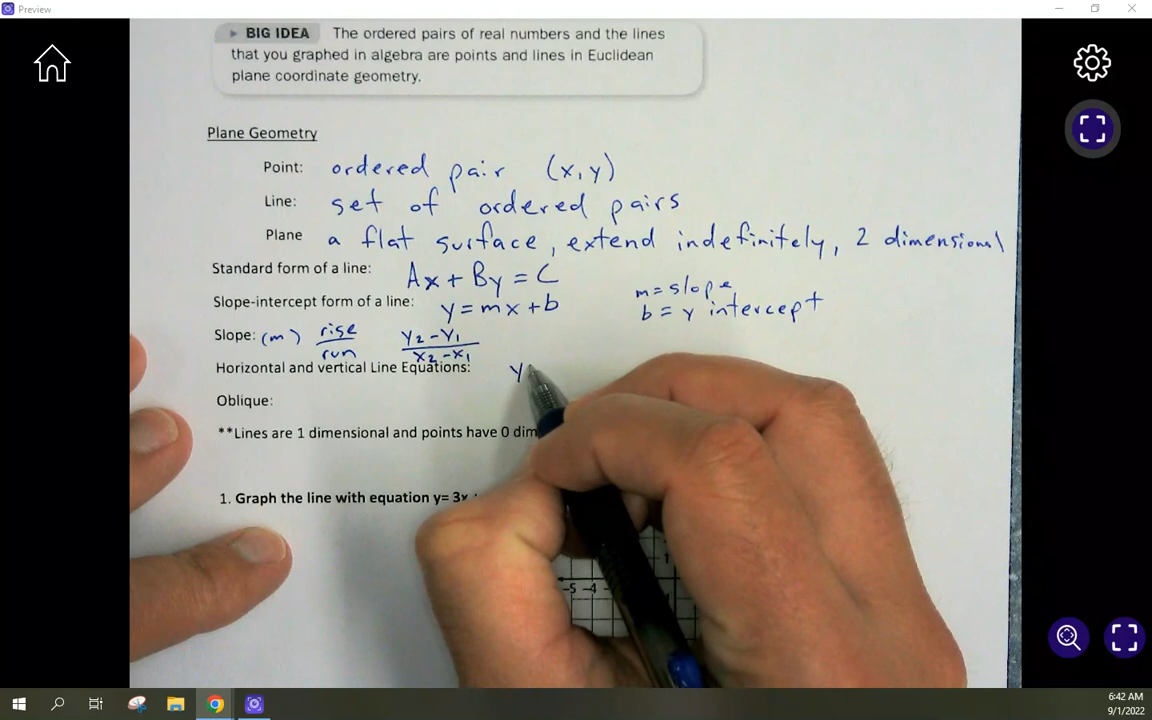 Preview
▸ BIG IDEA The ordered pairs of real numbers and the lines
that you graphed in algebra are points and lines in Euclidean
plane coordinate geometry.
Plane Geometry
Point: ordered pair (x,y)
Line: set of ordered pairs
Plane a flat surface, extend indefinitely, 2 dimensional
Standard form of a line: Ax + By = C
Slope-intercept form of a line: y = mx + b m = slope
b = y intercept
Slope: (m) rise/run y₂-y₁/x₂-x₁
Horizontal and vertical Line Equations: y
Oblique:
**Lines are 1 dimensional and points have 0 dim
1. Graph the line with equation y= 3x
-5 -4 1
6:42 AM
9/1/2022